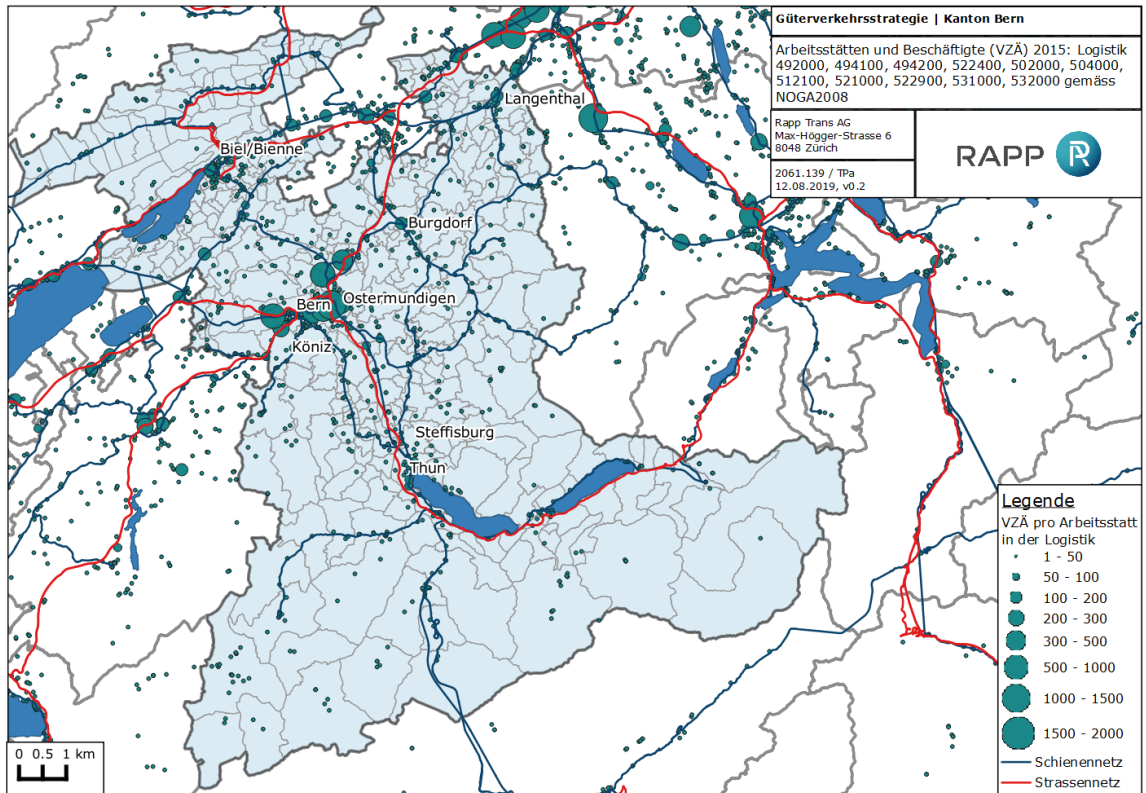 Güterverkehrsstrategie | Kanton Bern
Arbeitsstätten und Beschäftigte (VZÄ) 2015: Logistik
492000, 494100, 494200, 522400, 502000, 504000,
512100, 521000, 522900, 531000, 532000 gemäss
NOGA2008
Rapp Trans AG
Max-Högger-Strasse 6
8048 Zürich
2061.139 / TPa
12.08.2019, v0.2
RAPP
Langenthal
Biel/Bienne
Burgdorf
Ostermundigen
Bern
Köniz
Steffisburg
Thun
Legende
VZÄ pro Arbeitsstatt
in der Logistik
1 - 50
50 - 100
100 - 200
200 - 300
300 - 500
500 - 1000
1000 - 1500
1500 - 2000
Schienennetz
Strassennetz
0 0.5 1 km